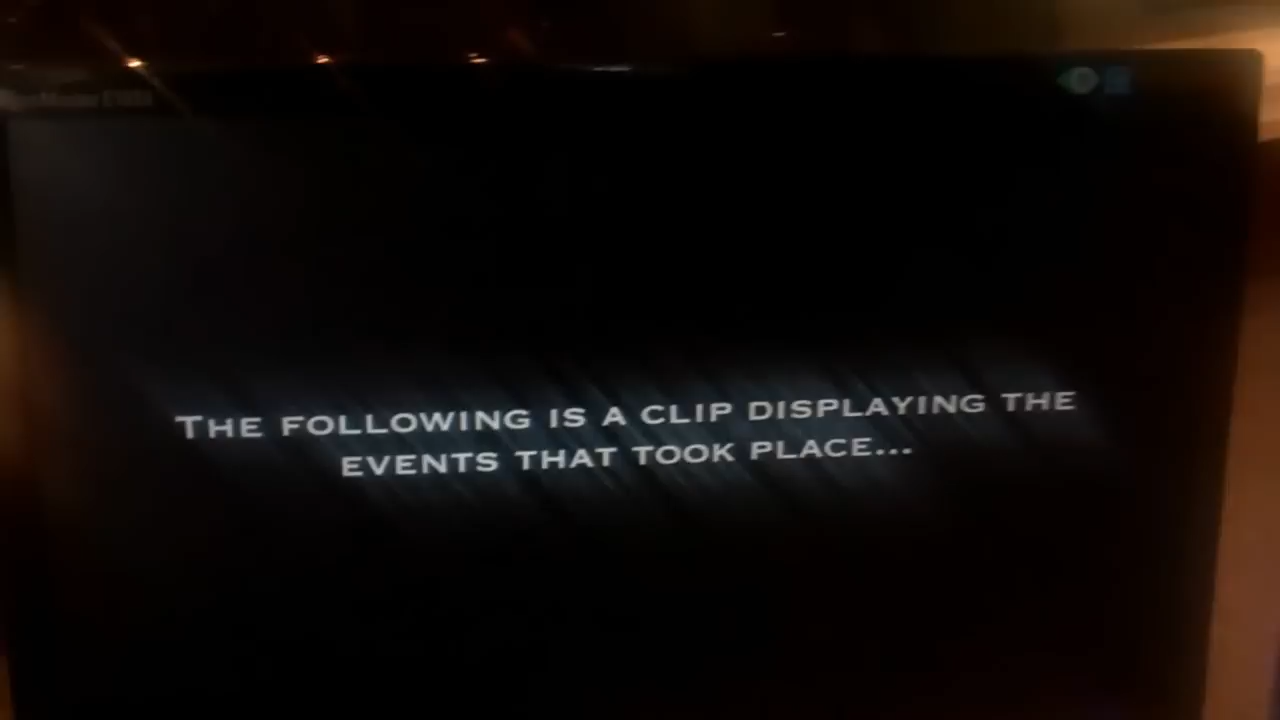 THE FOLLOWING IS A CLIP DISPLAYING THE
EVENTS THAT TOOK PLACE...